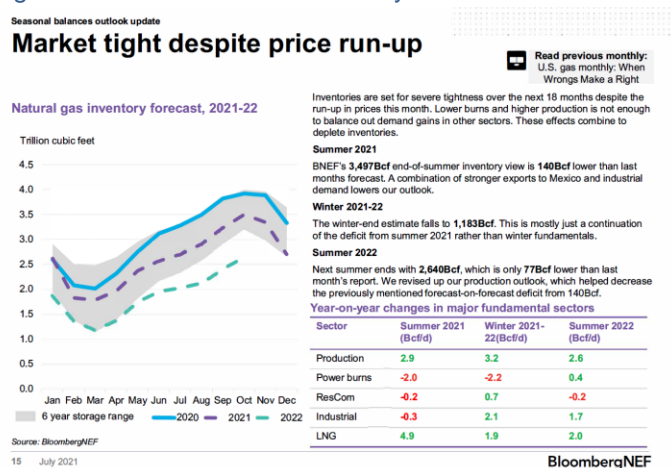 Seasonal balances outlook update
Market tight despite price run-up
Read previous monthly:
U.S. gas monthly: When
Wrongs Make a Right
Natural gas inventory forecast, 2021-22
Trillion cubic feet
4.5
4.0
3.5
3.0
2.5
2.0
1.5
1.0
0.5
0.0
Jan Feb Mar Apr May Jun Jul Aug Sep Oct Nov Dec
6 year storage range 2020 2021 2022
Source: BloombergNEF
Inventories are set for severe tightness over the next 18 months despite the
run-up in prices this month. Lower burns and higher production is not enough
to balance out demand gains in other sectors. These effects combine to
deplete inventories.
Summer 2021
BNEF's 3,497Bcf end-of-summer inventory view is 140Bcf lower than last
months forecast. A combination of stronger exports to Mexico and industrial
demand lowers our outlook.
Winter 2021-22
The winter-end estimate falls to 1,183Bcf. This is mostly just a continuation
of the deficit from summer 2021 rather than winter fundamentals.
Summer 2022
Next summer ends with 2,640Bcf, which is only 77Bcf lower than last
month's report. We revised up our production outlook, which helped decrease
the previously mentioned forecast-on-forecast deficit from 140Bcf.
Year-on-year changes in major fundamental sectors
Sector Summer 2021 Winter 2021- Summer 2022
(Bcf/d) 22(Bcf/d) (Bcf/d)
Production 2.9 3.2 2.6
Power burns -2.0 -2.2 0.4
ResCom -0.2 0.7 -0.2
Industrial -0.3 2.1 1.7
LNG 4.9 1.9 2.0
15 July 2021
BloombergNEF